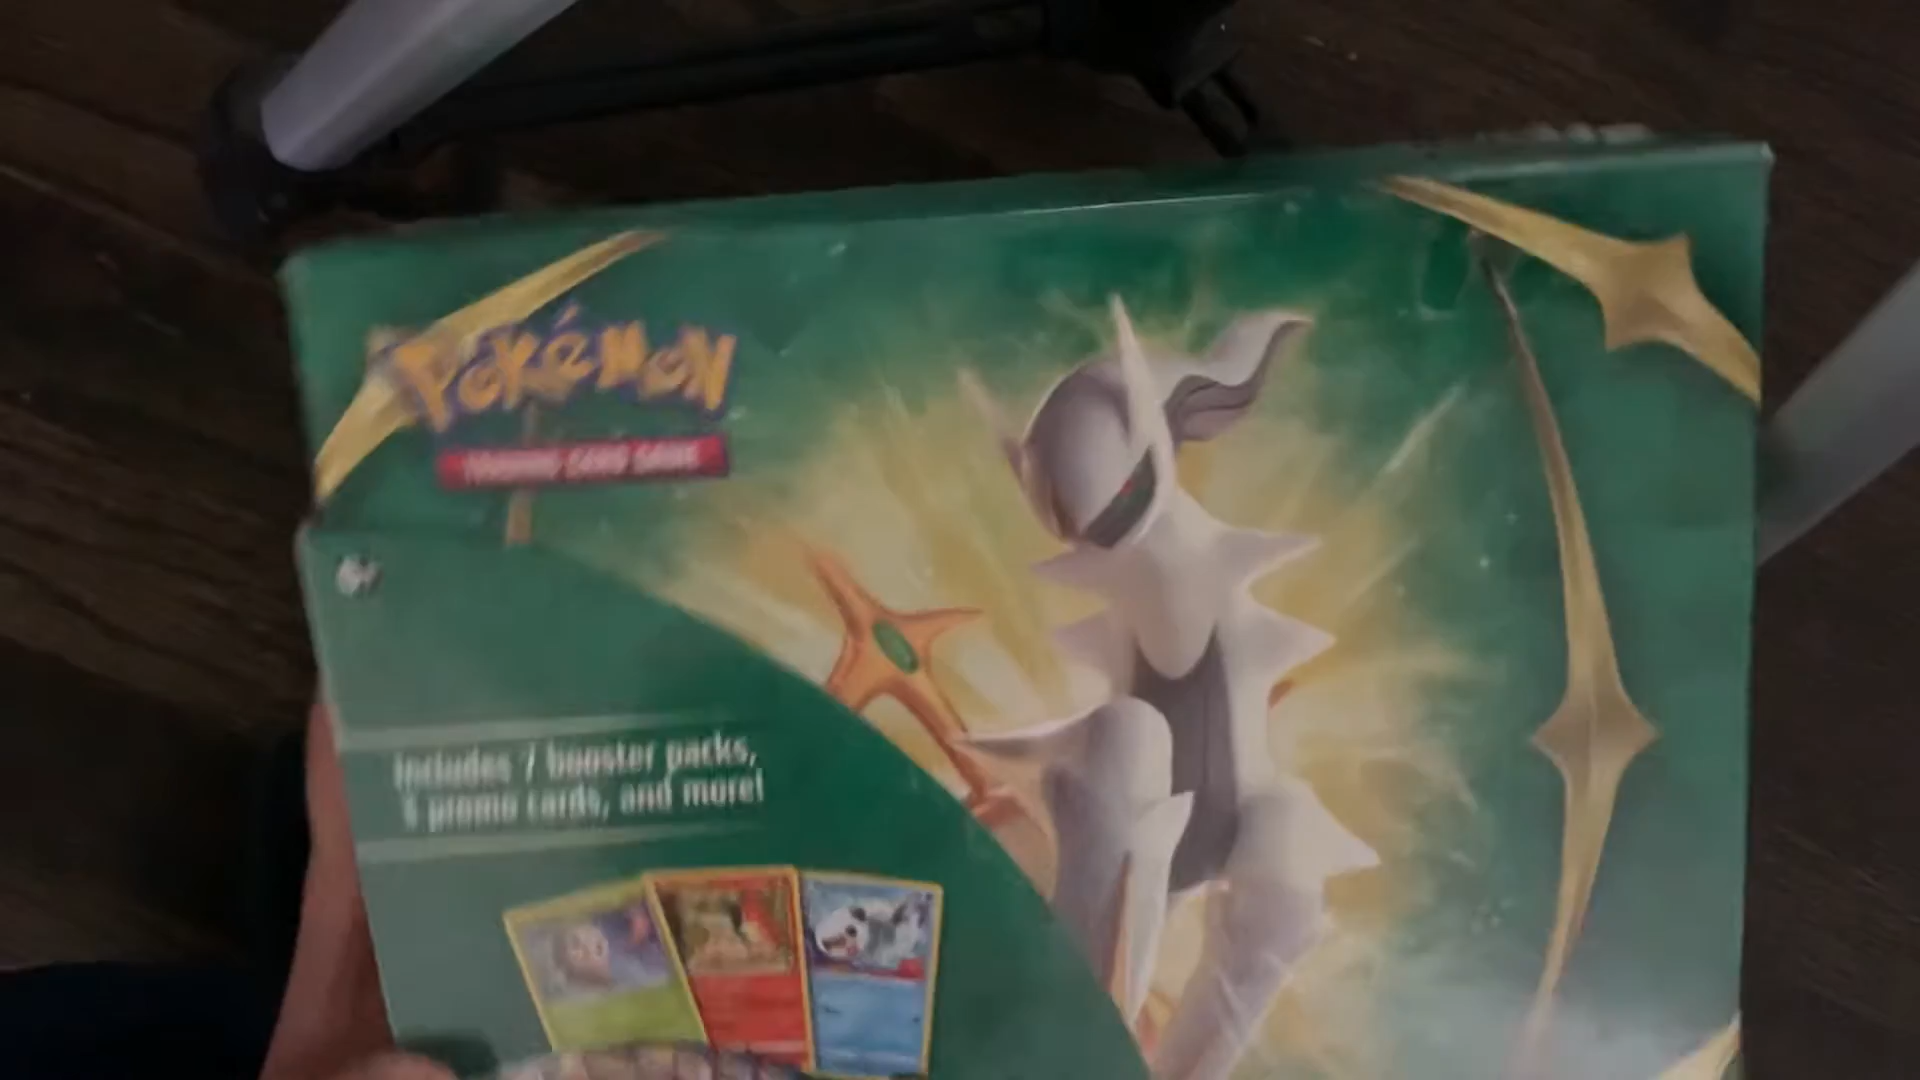 Pokémon
TRADING CARD GAME
Includes 7 booster packs,
3 promo cards, and more!